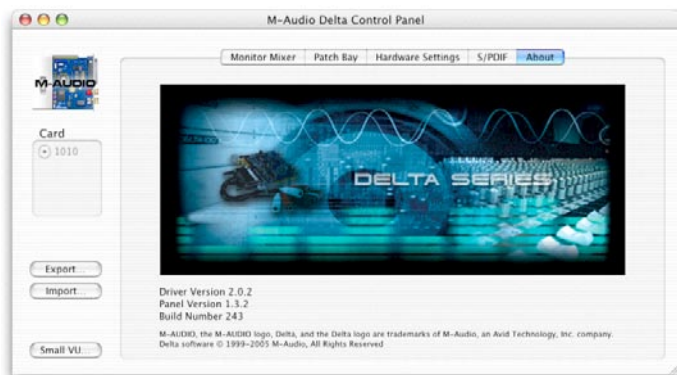 M-Audio Delta Control Panel
Monitor Mixer Patch Bay Hardware Settings S/PDIF About
M-AUDIO
Card
1010
DELTA SERIES
Export...
Import...
Driver Version 2.0.2
Panel Version 1.3.2
Build Number 243
M-AUDIO, the M-AUDIO logo, Delta, and the Delta logo are trademarks of M-Audio, an Avid Technology, Inc. company.
Delta software © 1999-2005 M-Audio, All Rights Reserved
Small VU...